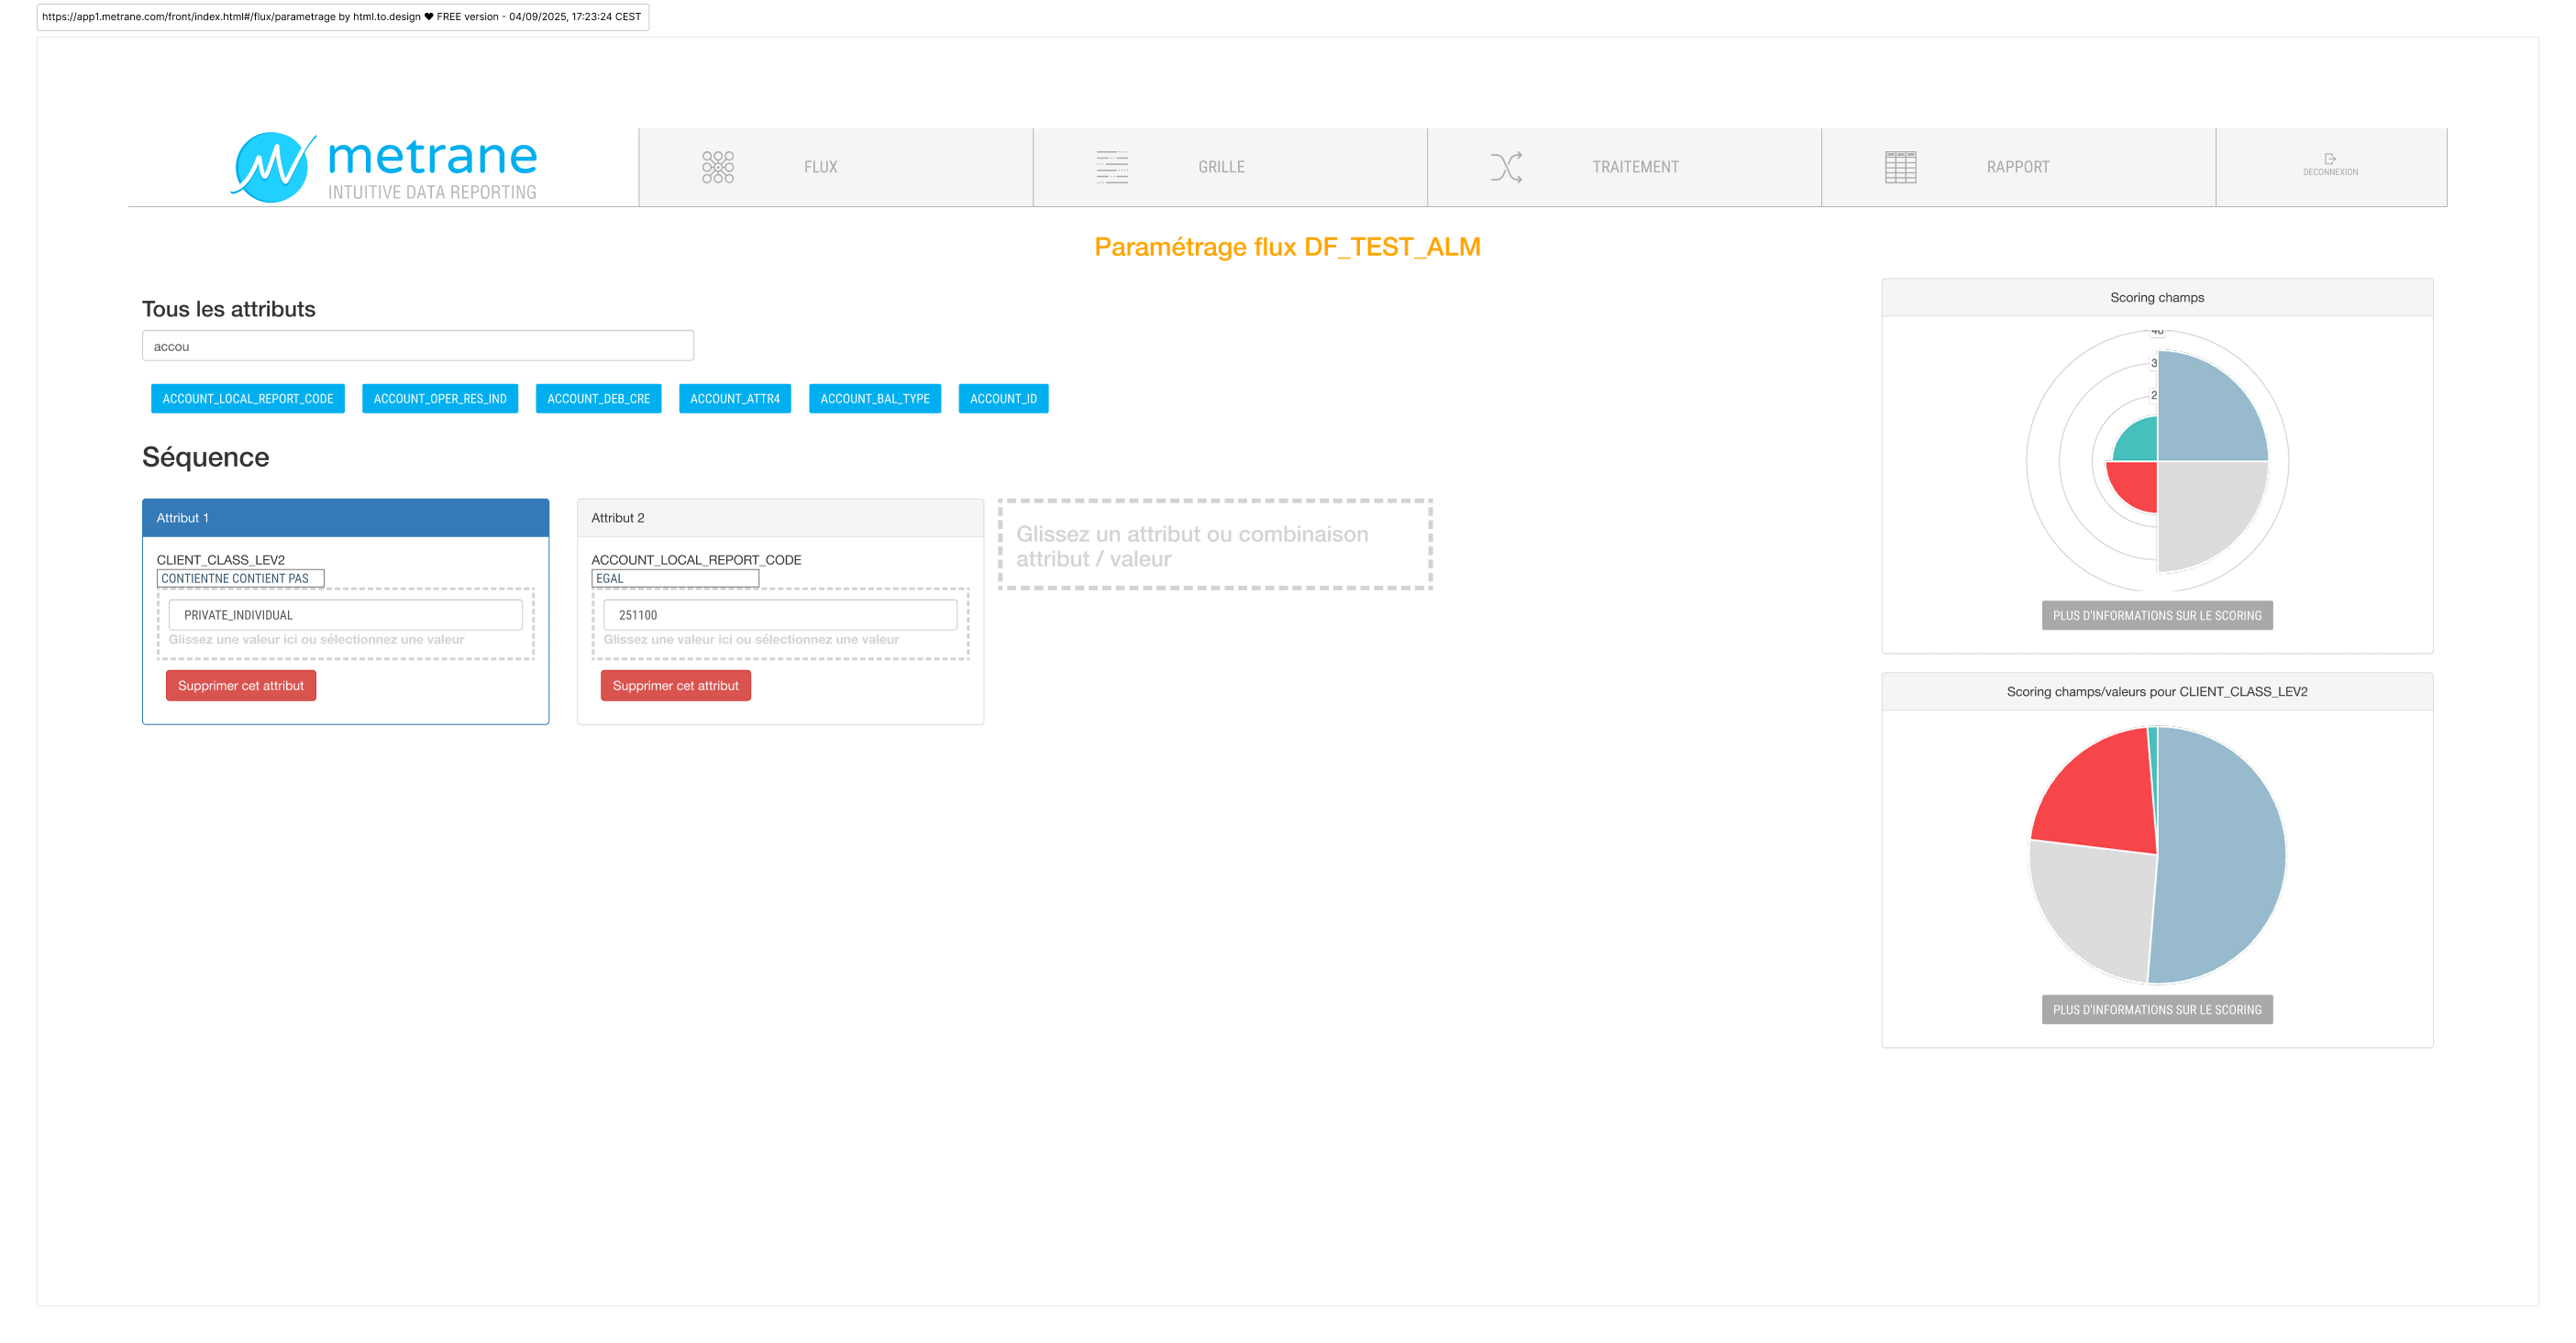 https://app1.metrane.com/front/index.html#/flux/parametrage by html.to.design ❤ FREE version - 04/09/2025, 17:23:24 CEST
metrane
INTUITIVE DATA REPORTING
FLUX
GRILLE
TRAITEMENT
RAPPORT
DECONNEXION
Paramétrage flux DF_TEST_ALM
Tous les attributs
accou
ACCOUNT_LOCAL_REPORT_CODE
ACCOUNT_OPER_RES_IND
ACCOUNT_DEB_CRE
ACCOUNT_ATTR4
ACCOUNT_BAL_TYPE
ACCOUNT_ID
Séquence
Attribut 1
CLIENT_CLASS_LEV2
CONTIENTNE CONTIENT PAS
PRIVATE_INDIVIDUAL
Glissez une valeur ici ou sélectionnez une valeur
Supprimer cet attribut
Attribut 2
ACCOUNT_LOCAL_REPORT_CODE
EGAL
251100
Glissez une valeur ici ou sélectionnez une valeur
Supprimer cet attribut
Glissez un attribut ou combinaison
attribut / valeur
Scoring champs
3
2
PLUS D'INFORMATIONS SUR LE SCORING
Scoring champs/valeurs pour CLIENT_CLASS_LEV2
PLUS D'INFORMATIONS SUR LE SCORING